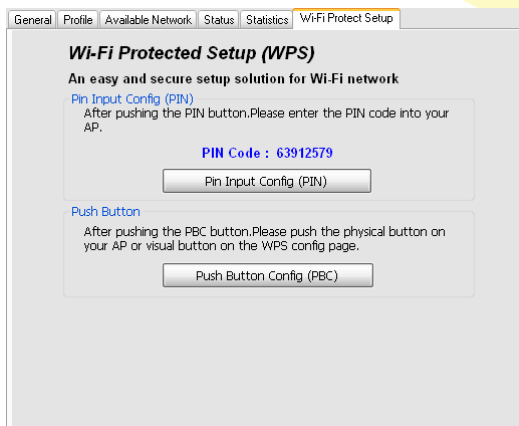 General Profile Available Network Status Statistics Wi-Fi Protect Setup
Wi-Fi Protected Setup (WPS)
An easy and secure setup solution for Wi-Fi network
Pin Input Config (PIN)
After pushing the PIN button.Please enter the PIN code into your
AP.
PIN Code : 63912579
Pin Input Config (PIN)
Push Button
After pushing the PBC button.Please push the physical button on
your AP or visual button on the WPS config page.
Push Button Config (PBC)